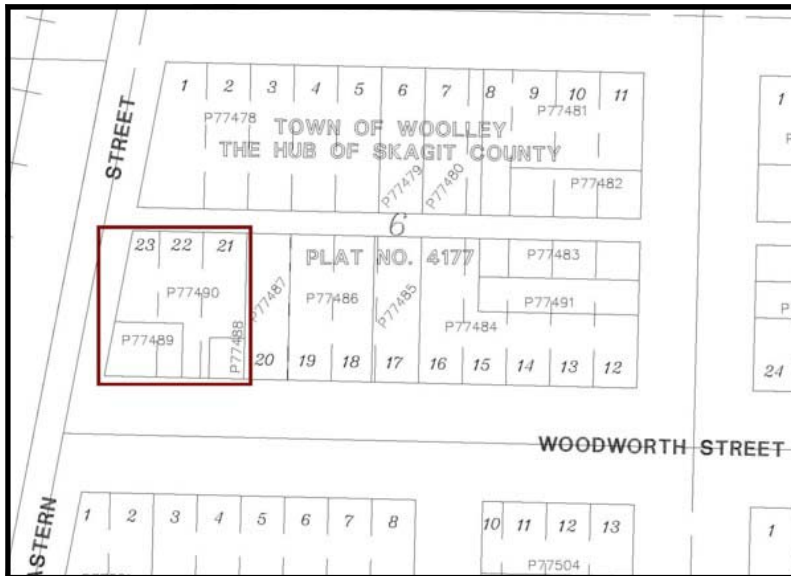 1 2 3 4 5 6 7 8 9 10 11
1
P77478
P77481
TOWN OF WOOLLEY
THE HUB OF SKAGIT COUNTY
STREET
P77479
P77480
P77482
6
23 22 21
PLAT NO. 4177
P77483
P77490
P77487
P77486
P77485
P77491
P77484
P77489
P77488
20 19 18 17 16 15 14 13 12
24
WOODWORTH STREET
ASTERN
1 2 3 4 5 6 7 8
10 11 12 13
1
P77504